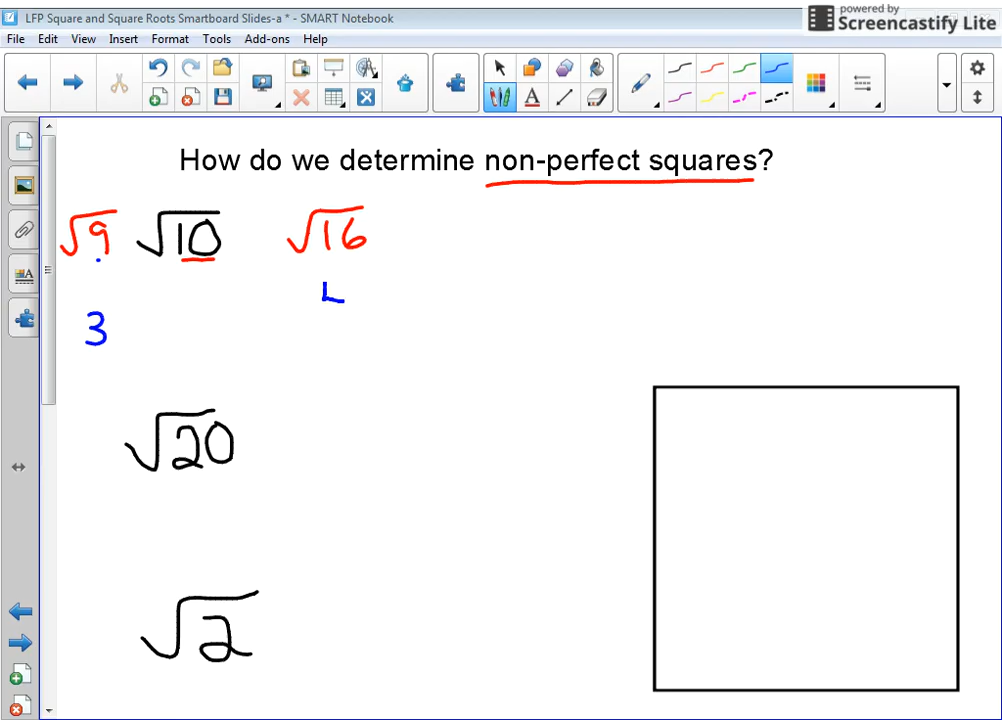 LFP Square and Square Roots Smartboard Slides-a * - SMART Notebook
powered by
Screencastify Lite
File Edit View Insert Format Tools Add-ons Help
How do we determine non-perfect squares?
√9 √10 √16
3
√20
√2